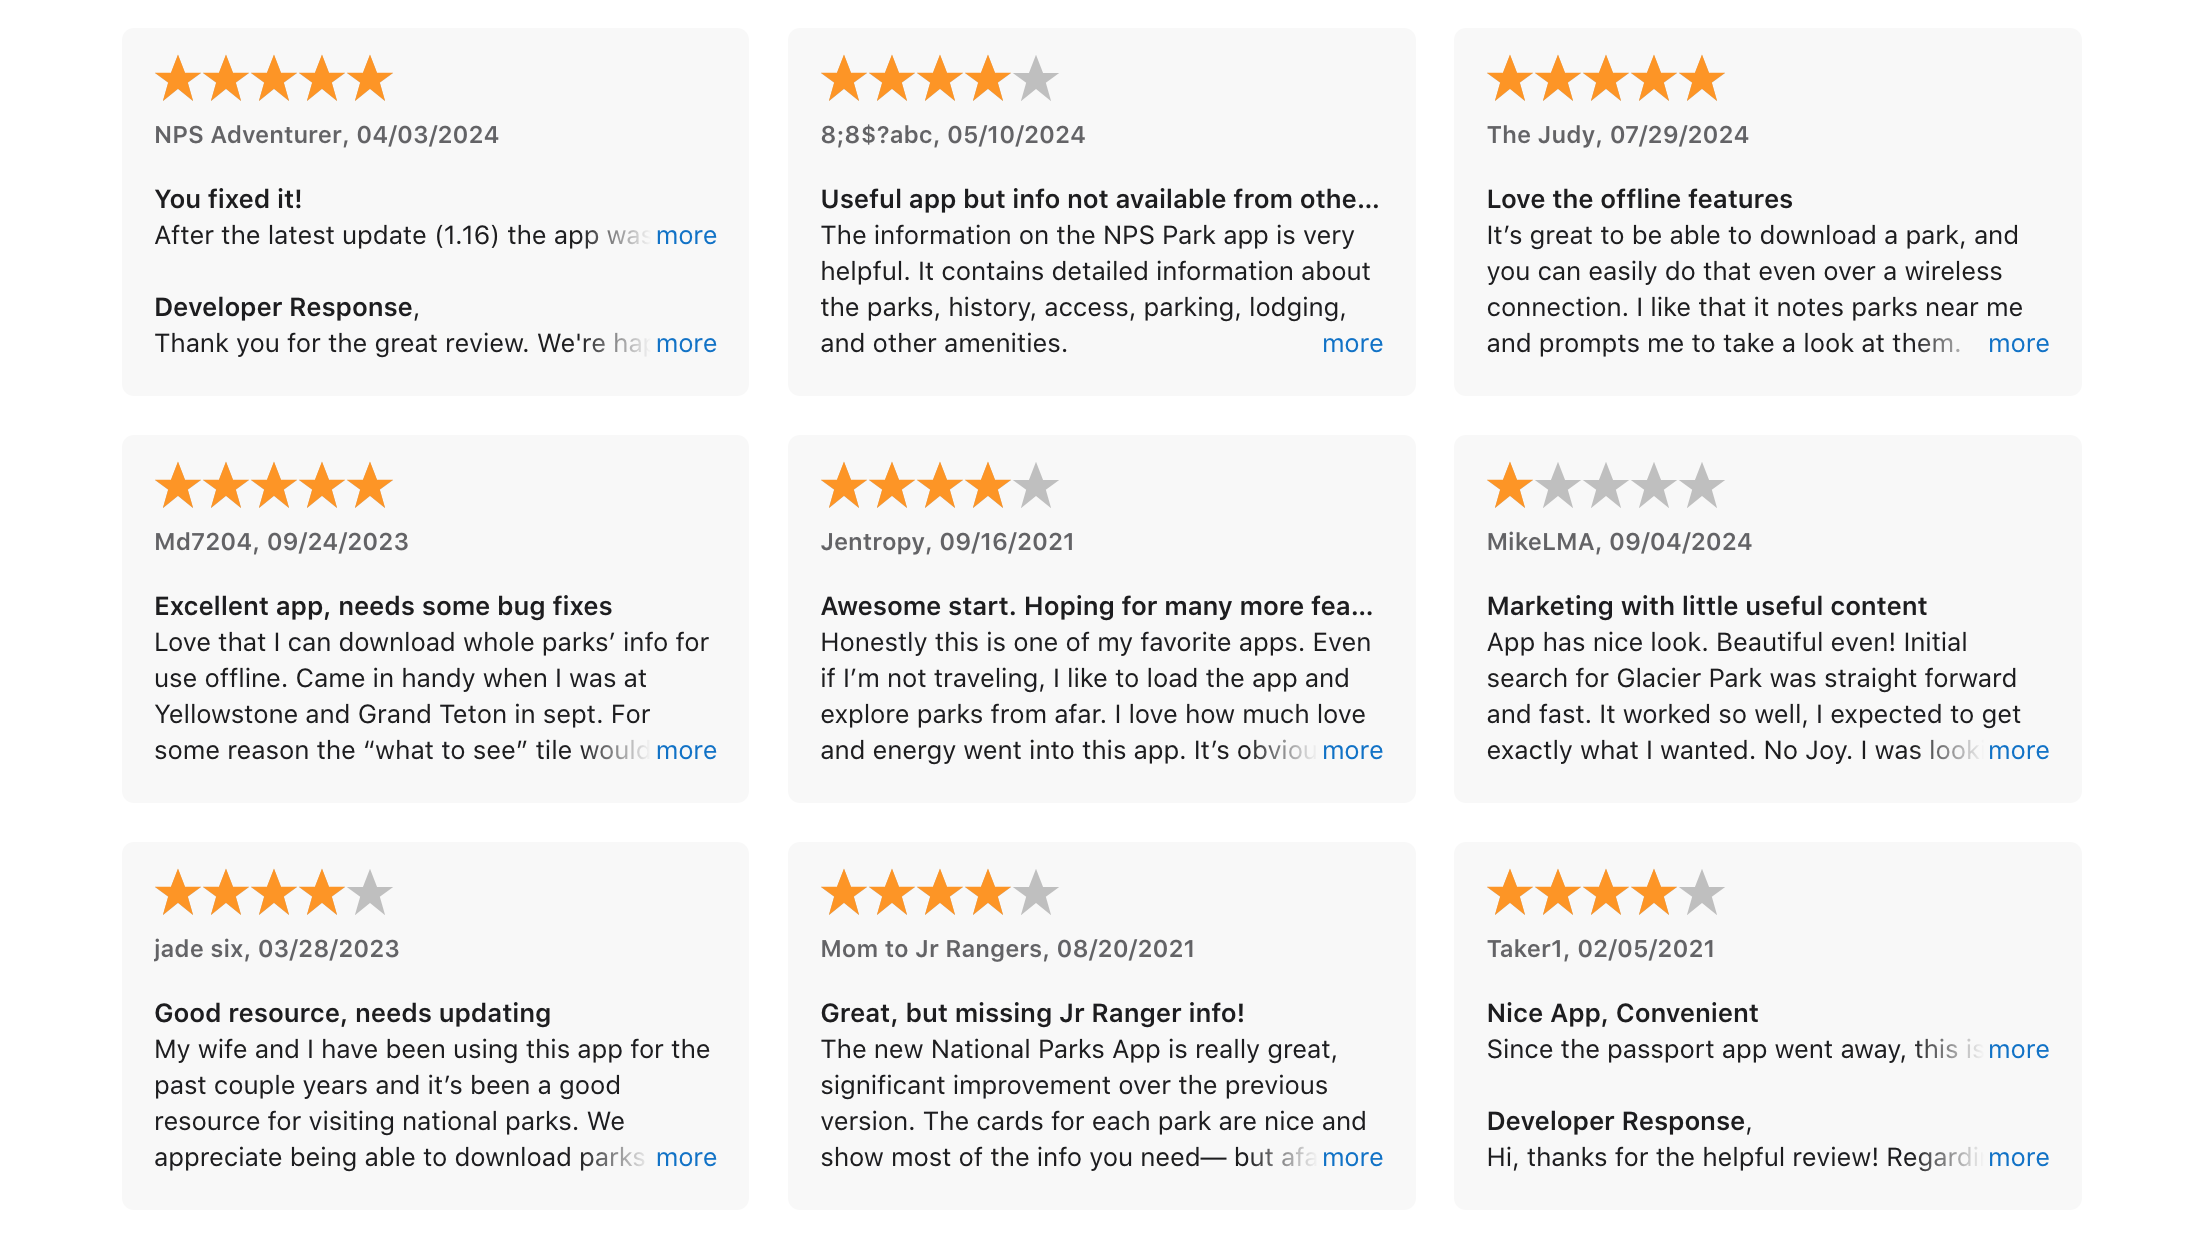 NPS Adventurer, 04/03/2024
You fixed it!
After the latest update (1.16) the app was more
Developer Response,
Thank you for the great review. We're hap more
8;8$?abc, 05/10/2024
Useful app but info not available from othe...
The information on the NPS Park app is very
helpful. It contains detailed information about
the parks, history, access, parking, lodging,
and other amenities. more
The Judy, 07/29/2024
Love the offline features
It’s great to be able to download a park, and
you can easily do that even over a wireless
connection. I like that it notes parks near me
and prompts me to take a look at them. more
Md7204, 09/24/2023
Excellent app, needs some bug fixes
Love that I can download whole parks’ info for
use offline. Came in handy when I was at
Yellowstone and Grand Teton in sept. For
some reason the “what to see” tile would more
Jentropy, 09/16/2021
Awesome start. Hoping for many more fea...
Honestly this is one of my favorite apps. Even
if I’m not traveling, I like to load the app and
explore parks from afar. I love how much love
and energy went into this app. It’s obviou more
MikeLMA, 09/04/2024
Marketing with little useful content
App has nice look. Beautiful even! Initial
search for Glacier Park was straight forward
and fast. It worked so well, I expected to get
exactly what I wanted. No Joy. I was look more
jade six, 03/28/2023
Good resource, needs updating
My wife and I have been using this app for the
past couple years and it’s been a good
resource for visiting national parks. We
appreciate being able to download parks more
Mom to Jr Rangers, 08/20/2021
Great, but missing Jr Ranger info!
The new National Parks App is really great,
significant improvement over the previous
version. The cards for each park are nice and
show most of the info you need— but afa more
Taker1, 02/05/2021
Nice App, Convenient
Since the passport app went away, this is more
Developer Response,
Hi, thanks for the helpful review! Regardi more